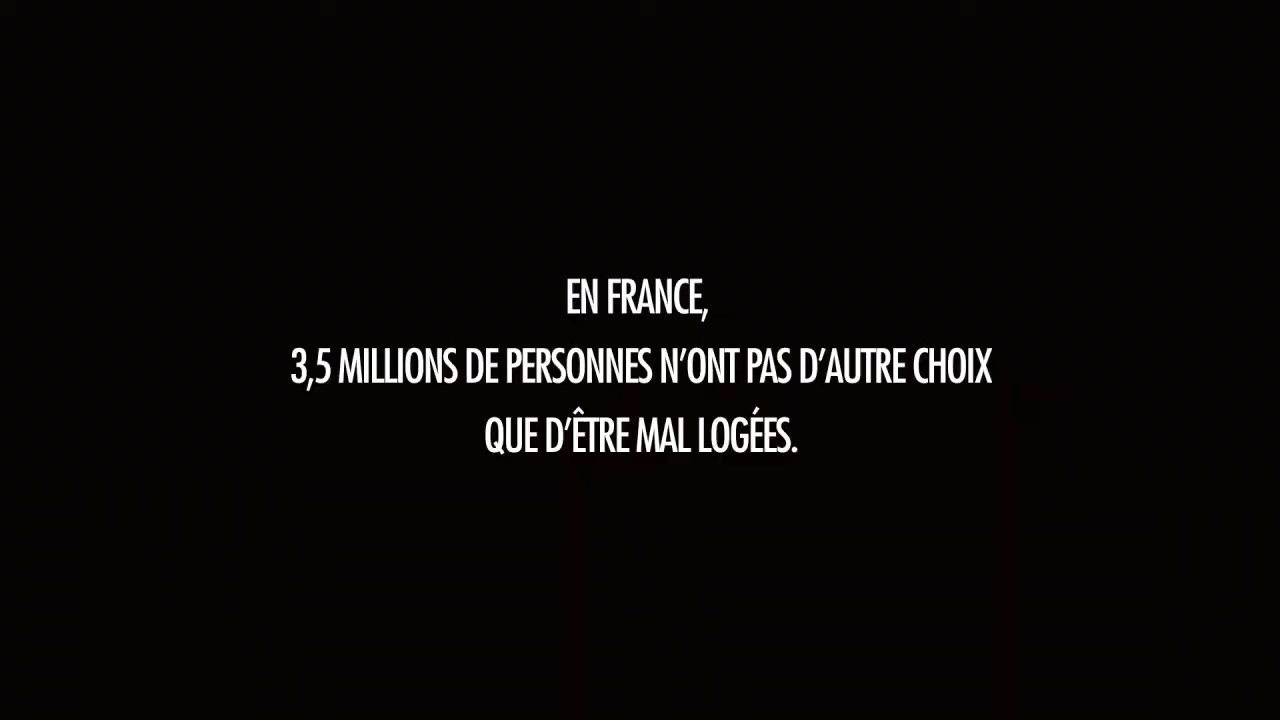 EN FRANCE,
3,5 MILLIONS DE PERSONNES N’ONT PAS D’AUTRE CHOIX
QUE D’ÊTRE MAL LOGÉES.